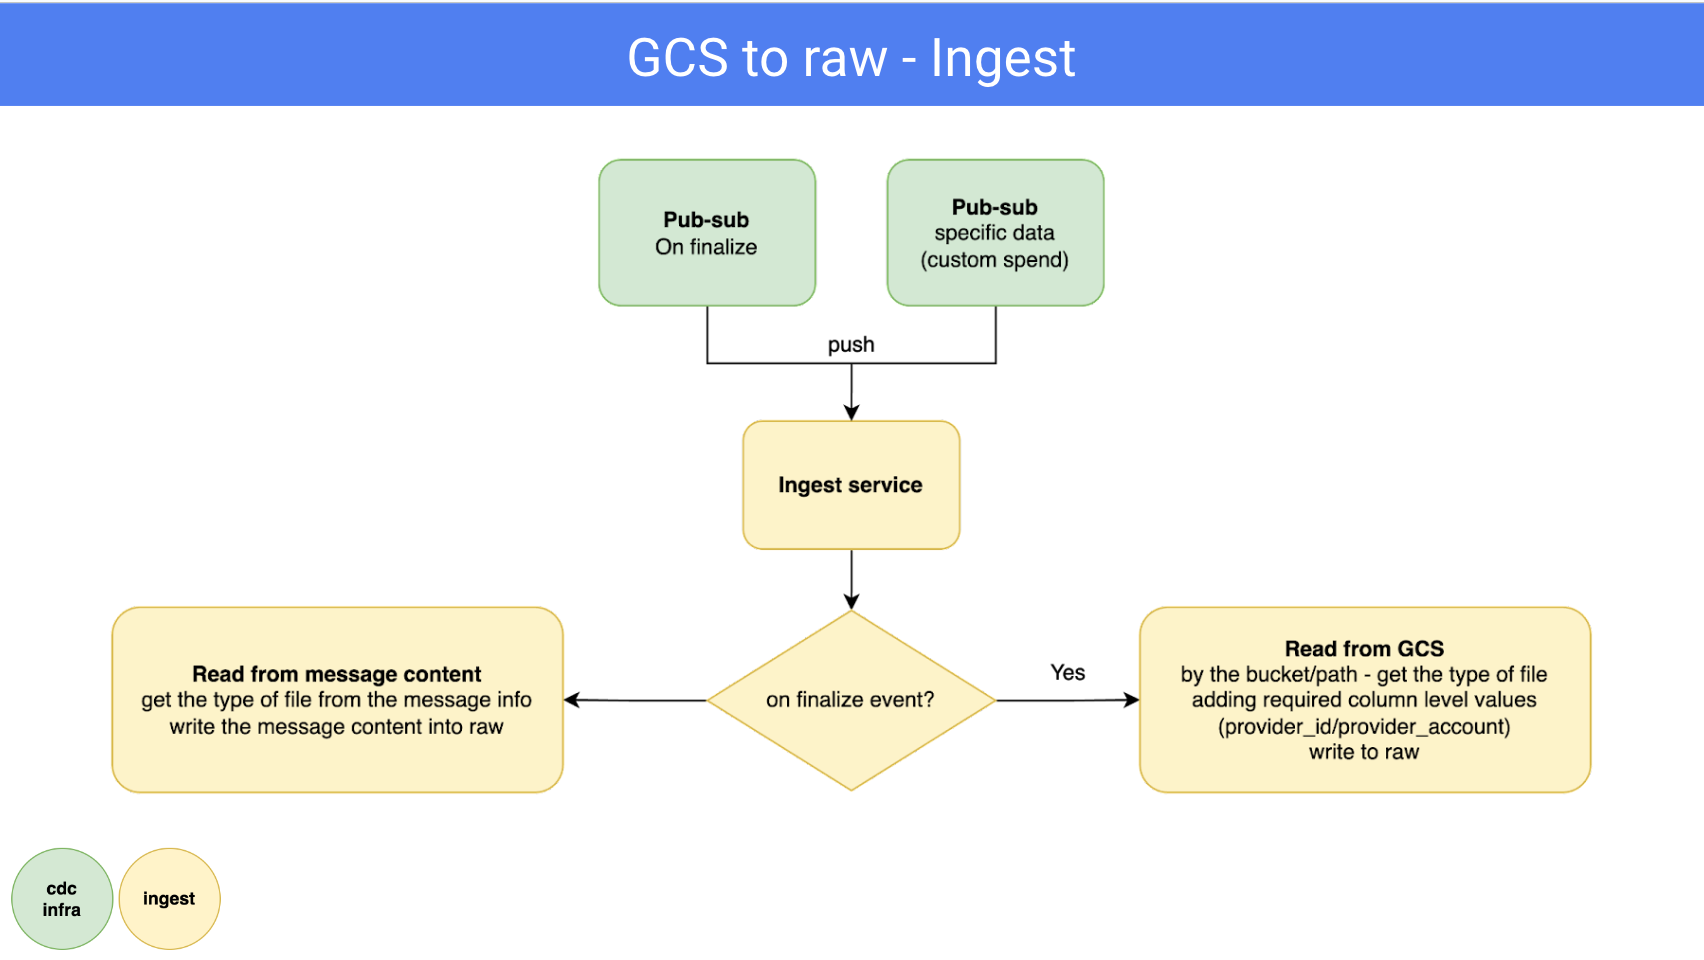 GCS to raw - Ingest
Pub-sub
On finalize
Pub-sub
specific data
(custom spend)
push
Ingest service
Read from message content
get the type of file from the message info
write the message content into raw
on finalize event?
Yes
Read from GCS
by the bucket/path - get the type of file
adding required column level values
(provider_id/provider_account)
write to raw
cdc
infra
ingest